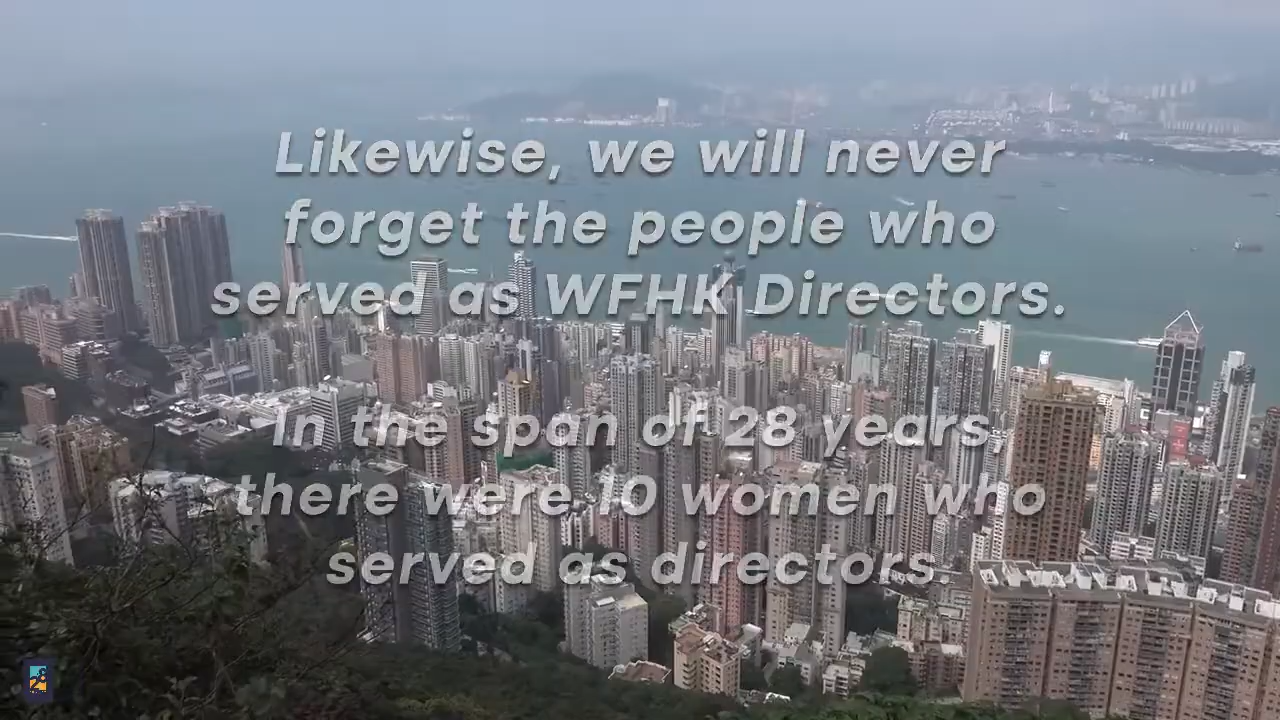 Likewise, we will never
forget the people who
served as WFHK Directors.
In the span of 28 years
there were 10 women who
served as directors.